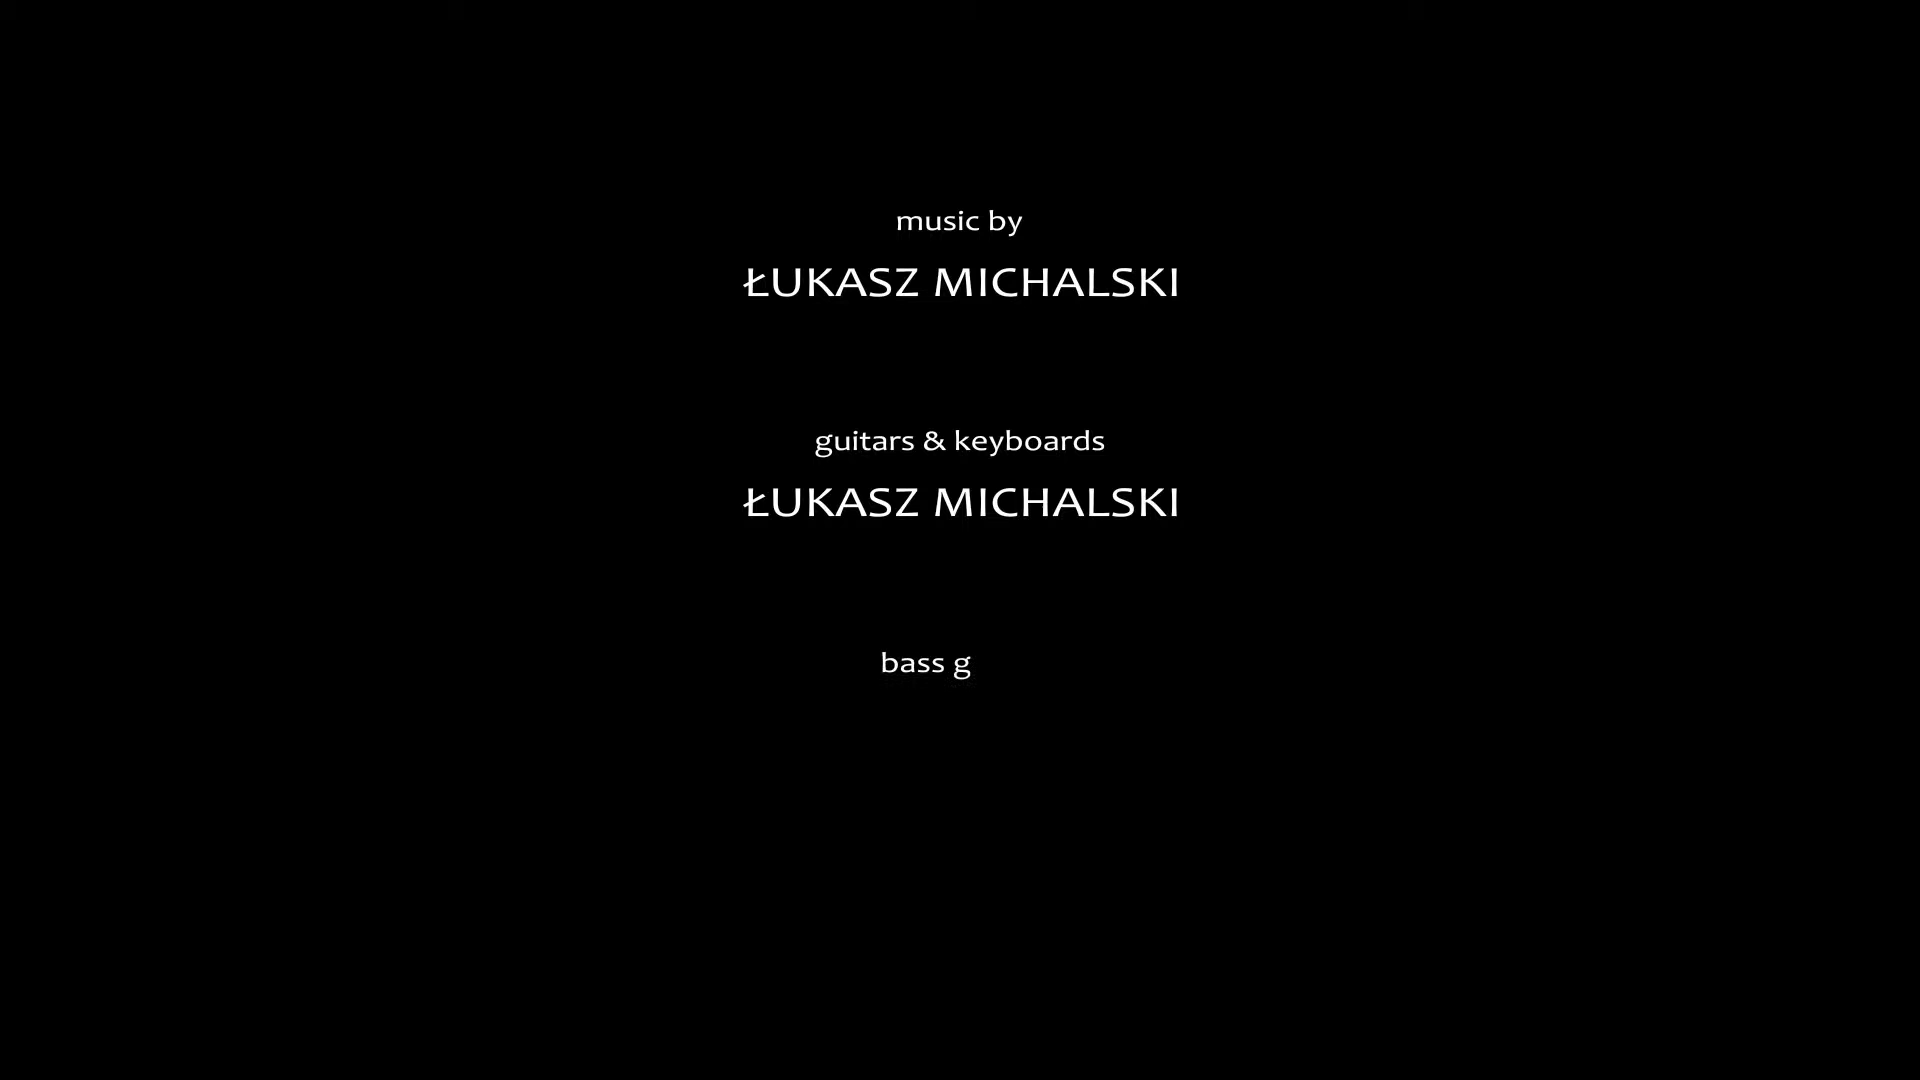 music by
ŁUKASZ MICHALSKI
guitars & keyboards
ŁUKASZ MICHALSKI
bass g